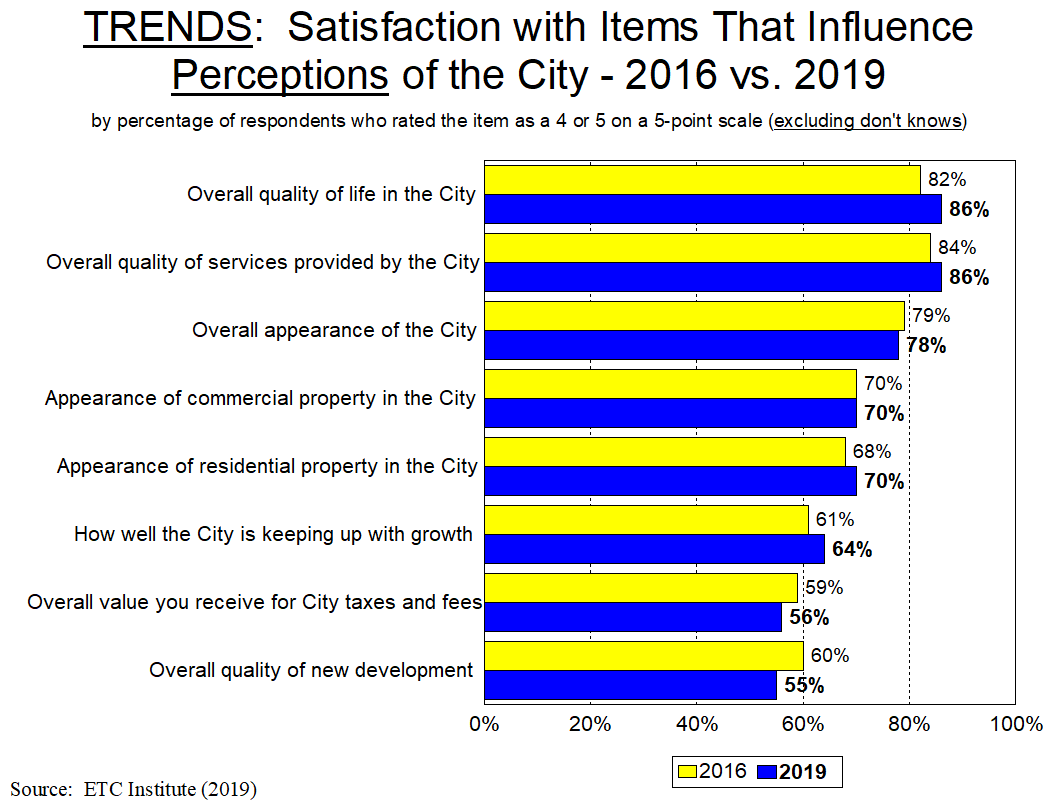 TRENDS:  Satisfaction with Items That Influence
Perceptions of the City - 2016 vs. 2019
by percentage of respondents who rated the item as a 4 or 5 on a 5-point scale (excluding don't knows)
Overall quality of life in the City
82%
86%
Overall quality of services provided by the City
84%
86%
Overall appearance of the City
79%
78%
Appearance of commercial property in the City
70%
70%
Appearance of residential property in the City
68%
70%
How well the City is keeping up with growth
61%
64%
Overall value you receive for City taxes and fees
59%
56%
Overall quality of new development
60%
55%
0% 20% 40% 60% 80% 100%
2016 2019
Source:  ETC Institute (2019)